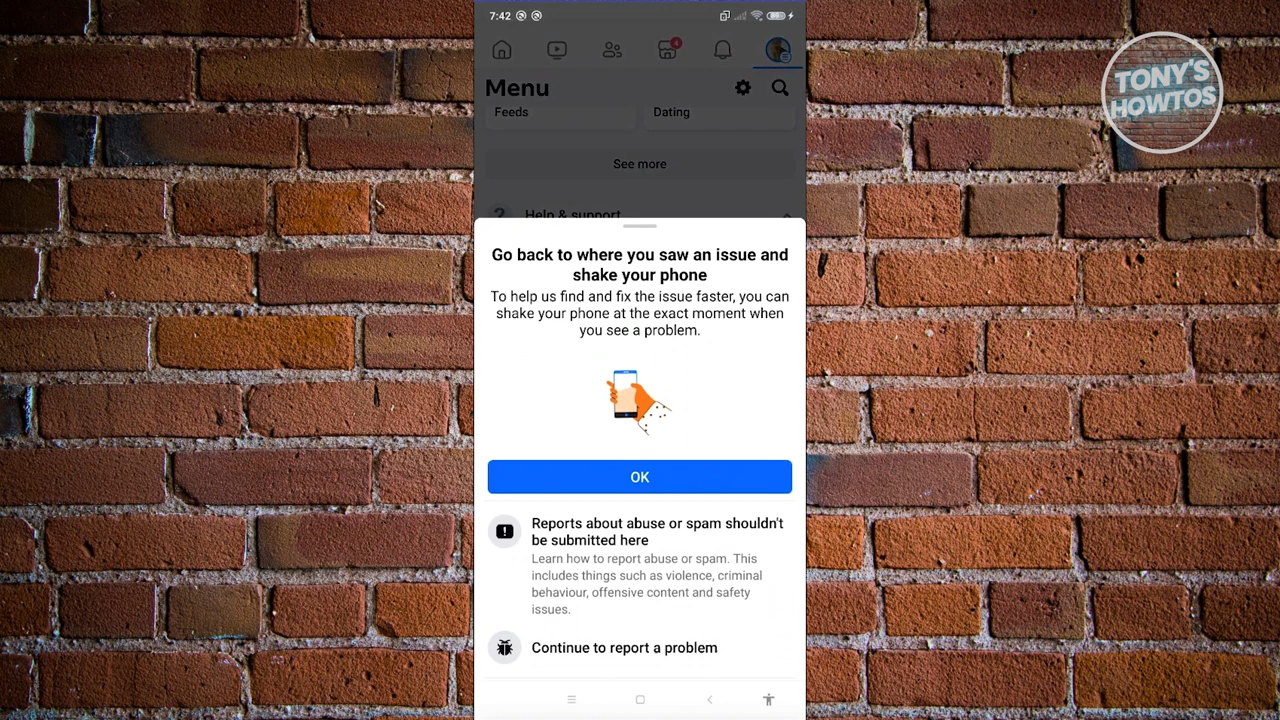 7:42
4
Menu
Feeds
Dating
See more
? Help & support
Go back to where you saw an issue and
shake your phone
To help us find and fix the issue faster, you can
shake your phone at the exact moment when
you see a problem.
OK
Reports about abuse or spam shouldn't
be submitted here
Learn how to report abuse or spam. This
includes things such as violence, criminal
behaviour, offensive content and safety
issues.
Continue to report a problem
TONY'S
HOWTOS